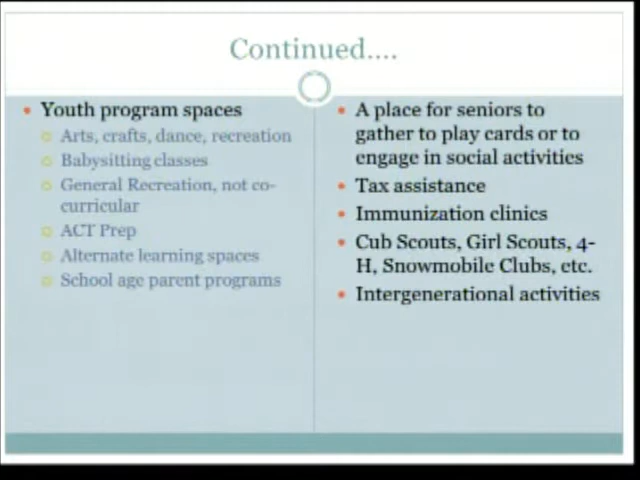 Continued....
Youth program spaces
Arts, crafts, dance, recreation
Babysitting classes
General Recreation, not co-
curricular
ACT Prep
Alternate learning spaces
School age parent programs
A place for seniors to
gather to play cards or to
engage in social activities
Tax assistance
Immunization clinics
Cub Scouts, Girl Scouts, 4-
H, Snowmobile Clubs, etc.
Intergenerational activities